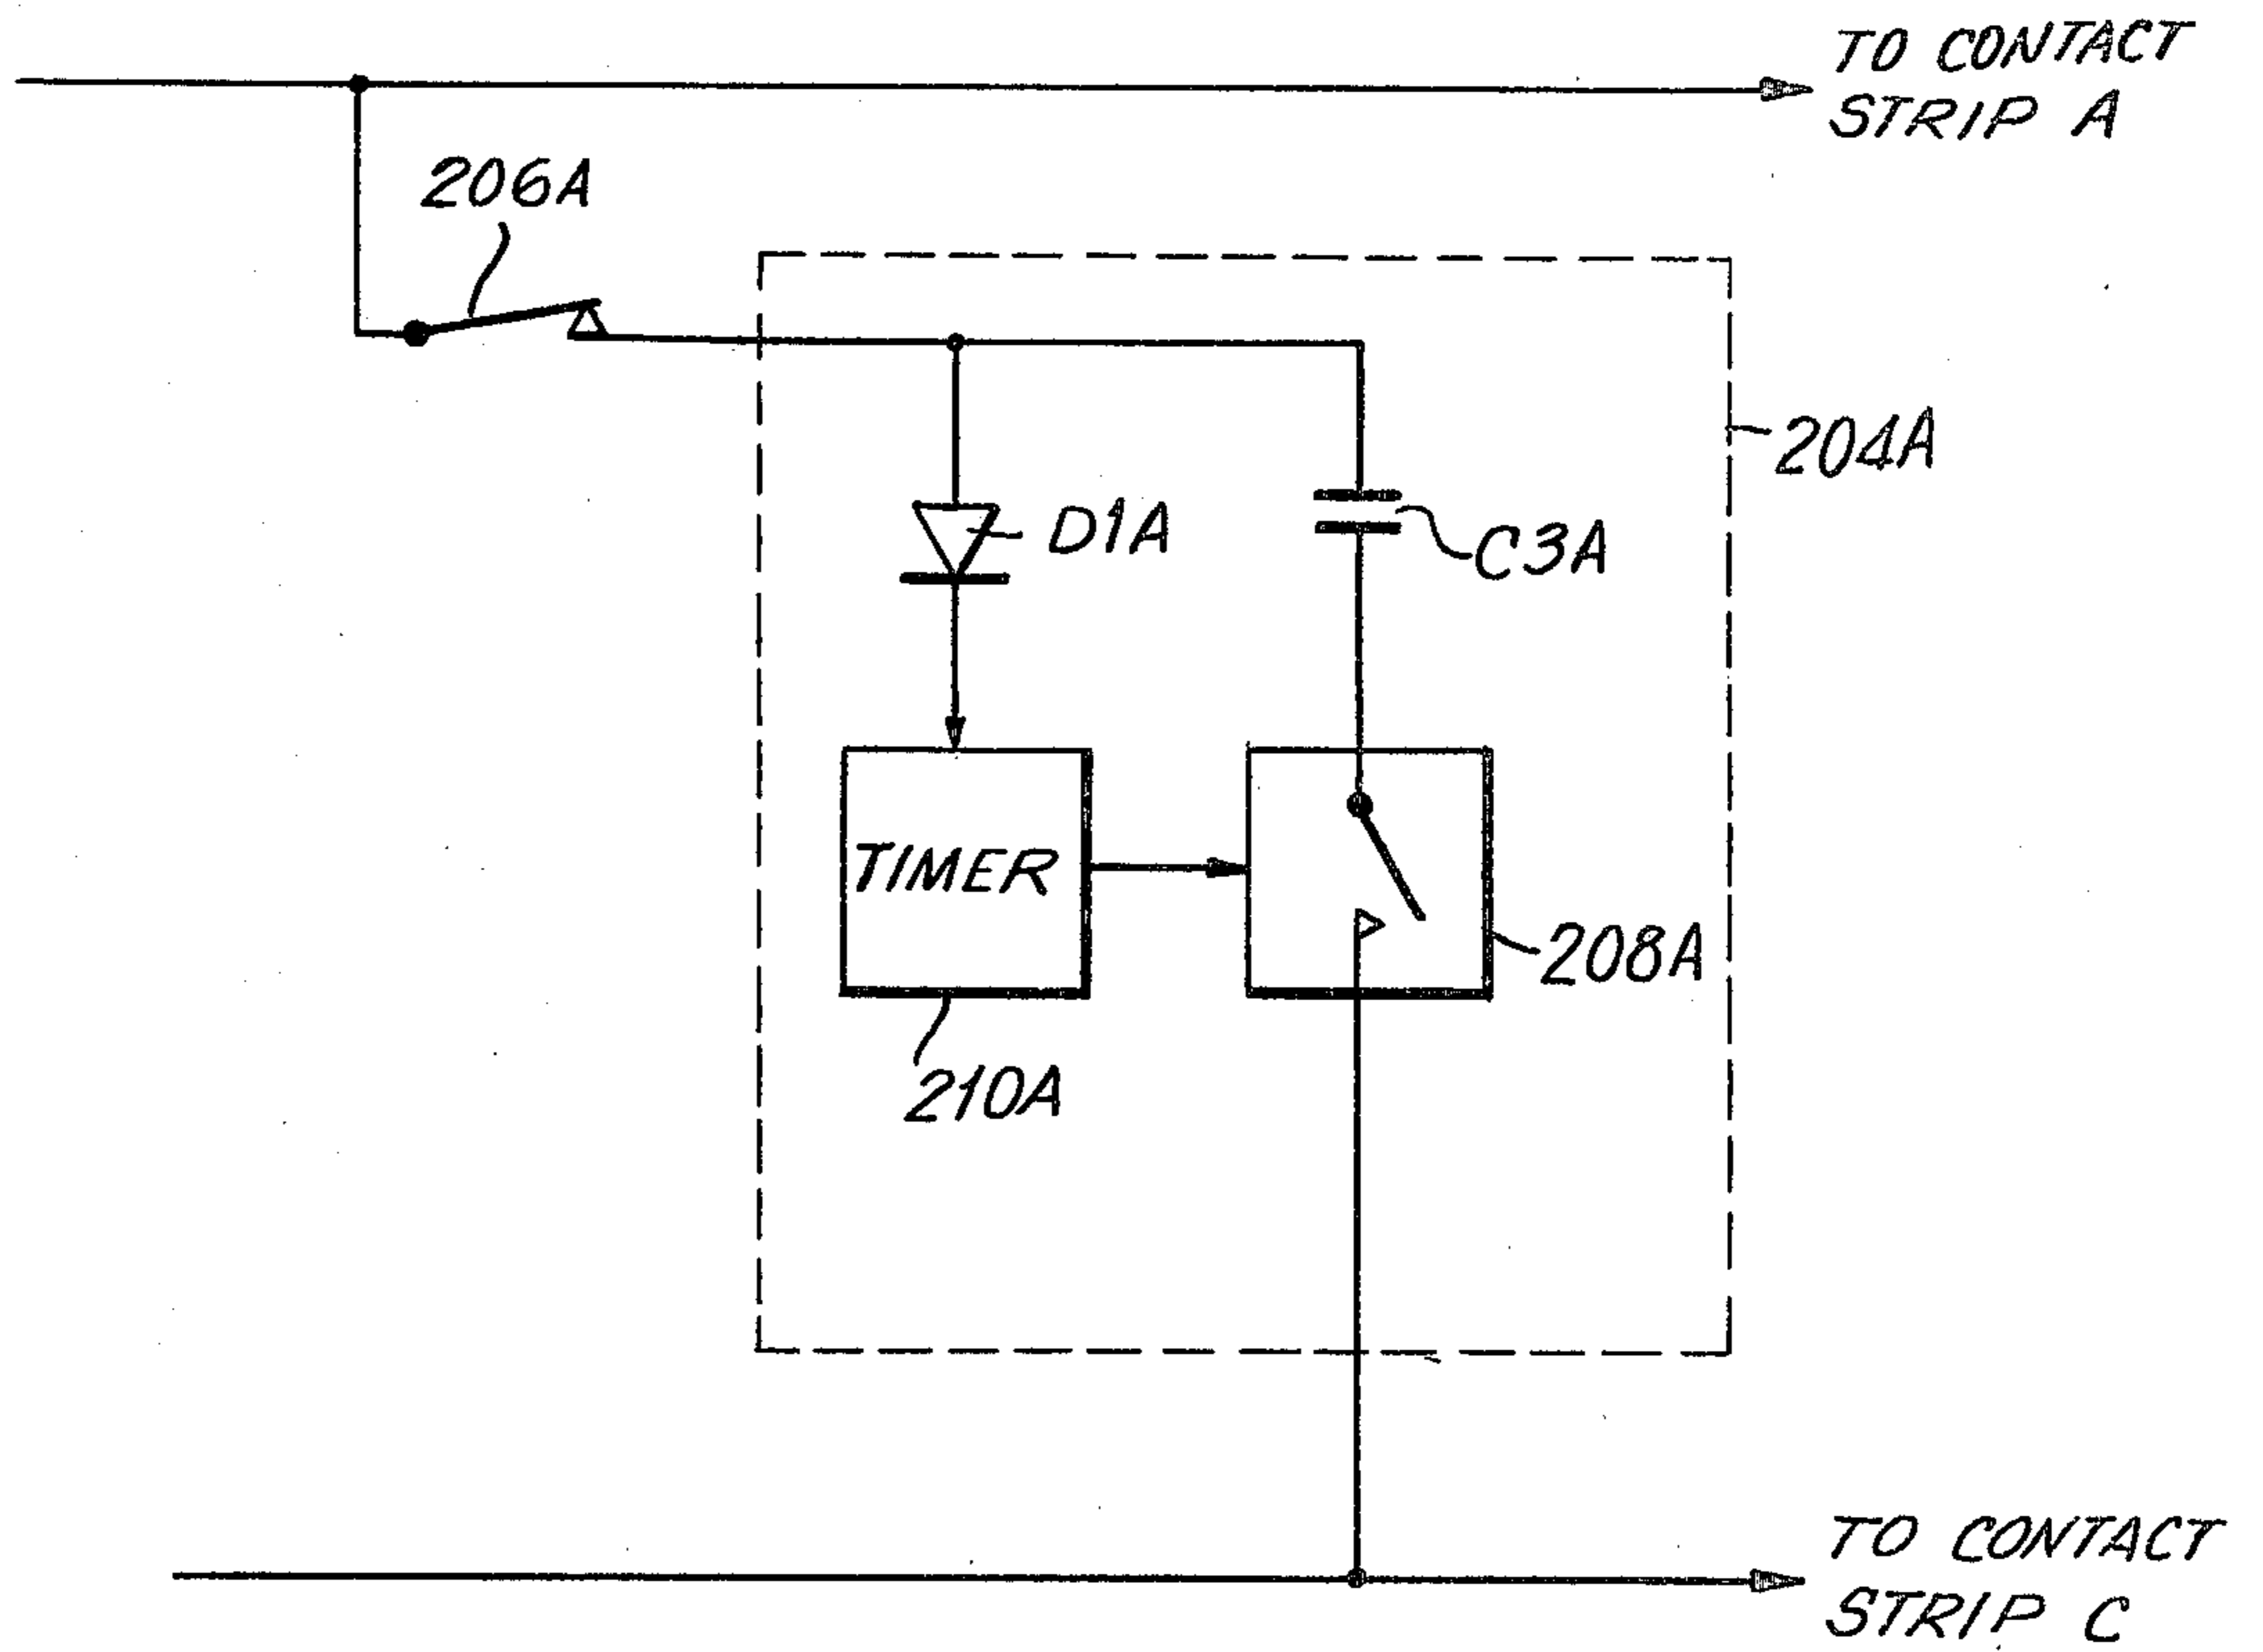 TO CONTACT
STRIP A
206A
204A
D1A
C3A
TIMER
208A
210A
TO CONTACT
STRIP C